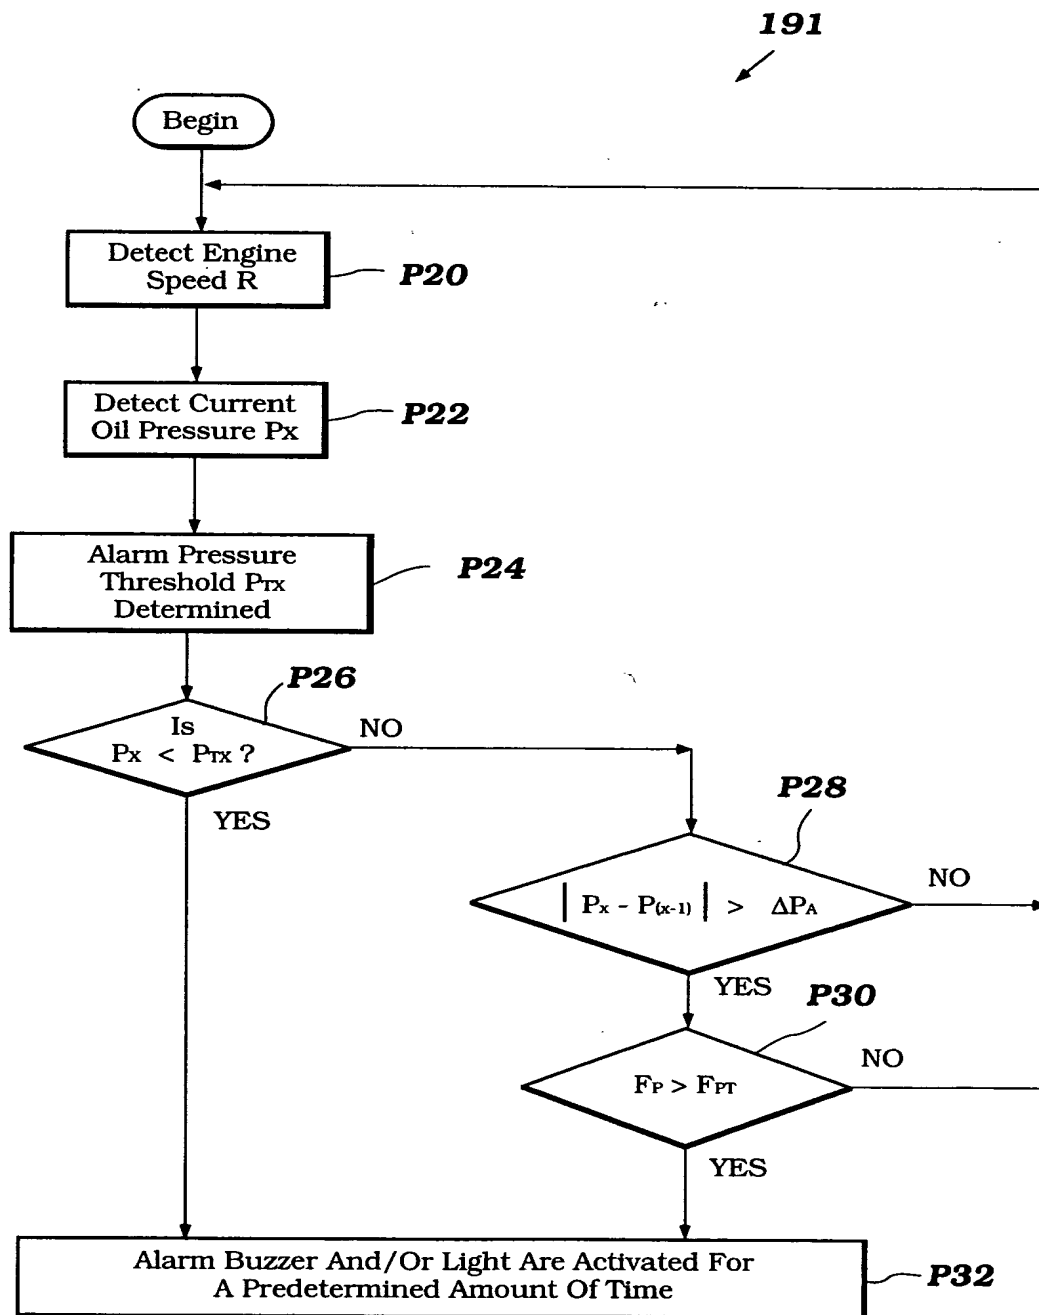 191
Begin
Detect Engine
Speed R
P20
Detect Current
Oil Pressure Px
P22
Alarm Pressure
Threshold PTX
Determined
P24
P26
Is
PX < PTX ?
NO
YES
P28
| Px - P(x-1) | > ΔPA
NO
YES
P30
FP > FPT
NO
YES
Alarm Buzzer And/Or Light Are Activated For
A Predetermined Amount Of Time
P32